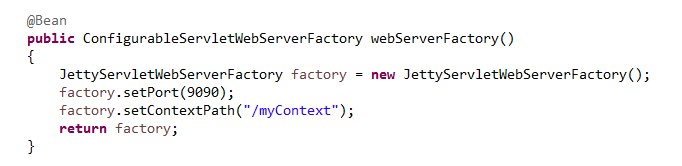 @Bean
public ConfigurableServletWebServerFactory webServerFactory()
{
    JettyServletWebServerFactory factory = new JettyServletWebServerFactory();
    factory.setPort(9090);
    factory.setContextPath("/myContext");
    return factory;
}